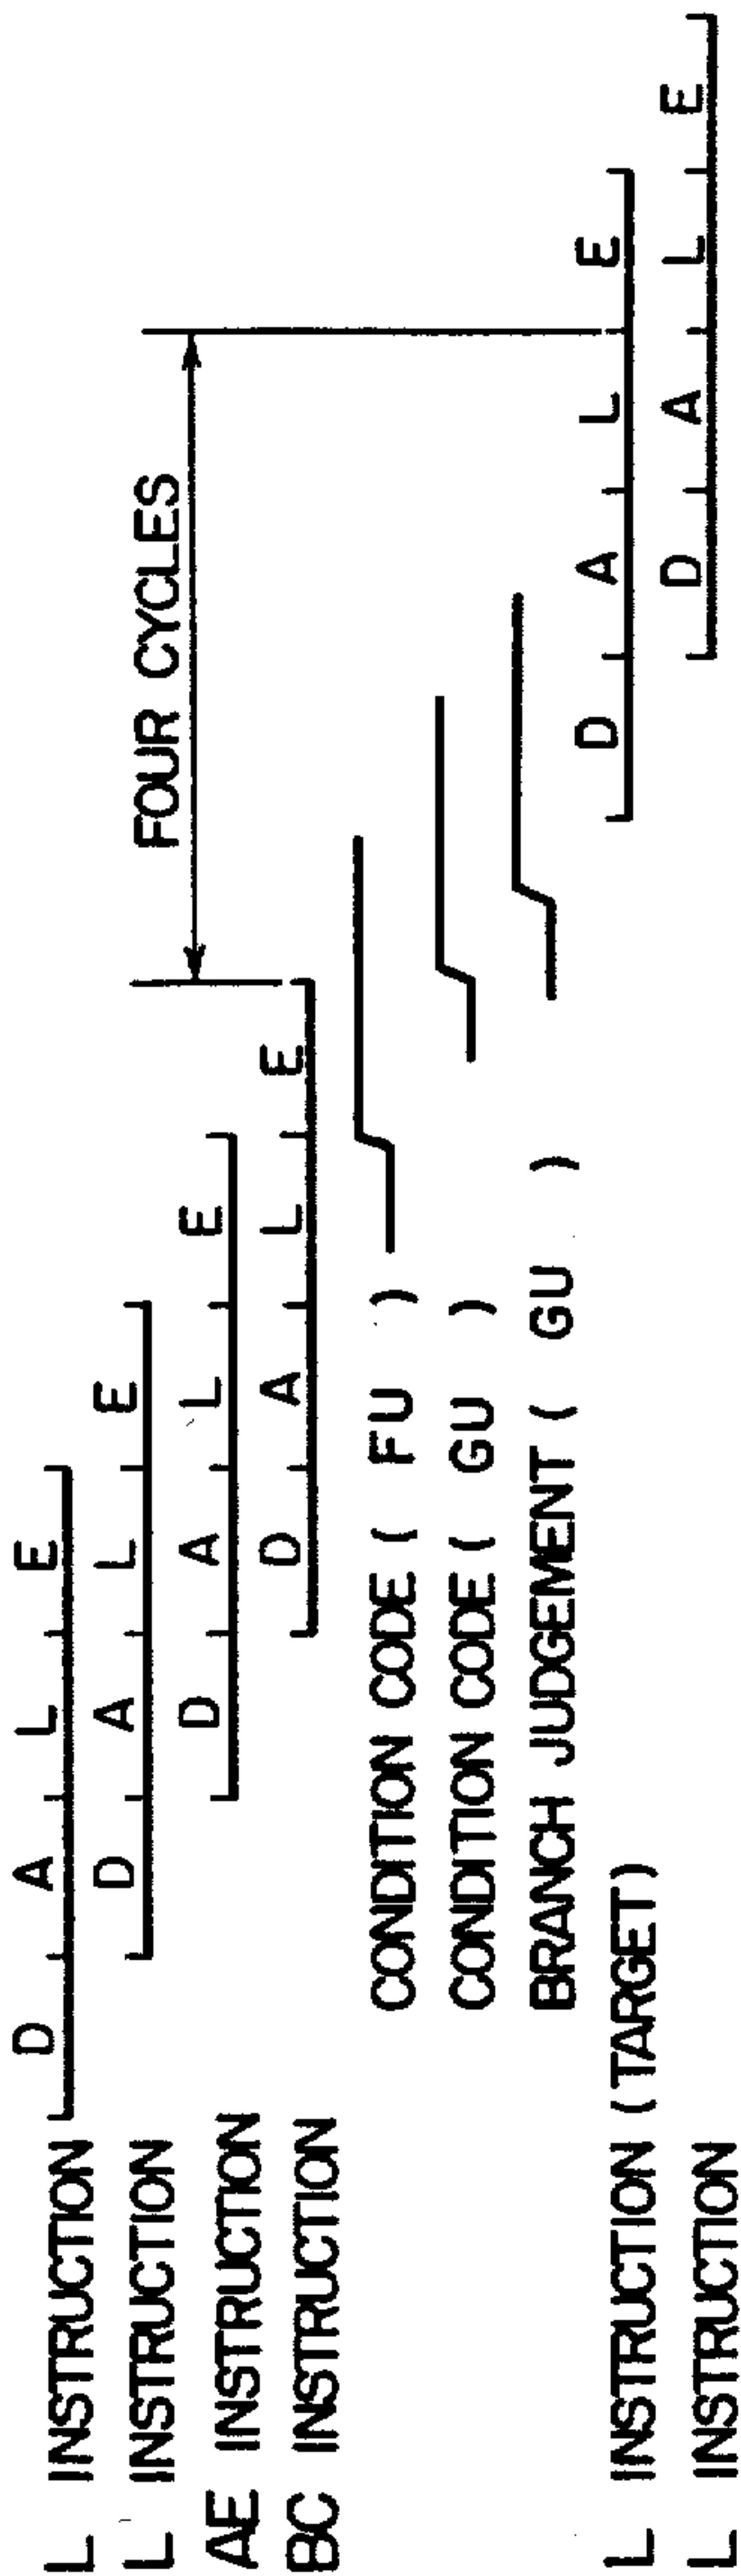 L INSTRUCTION D A L E
L INSTRUCTION D A L E
FOUR CYCLES
AE INSTRUCTION D A L E
BC INSTRUCTION D A L E
CONDITION CODE ( FU )
CONDITION CODE ( GU )
BRANCH JUDGEMENT ( GU )
L INSTRUCTION (TARGET) D A L E
L INSTRUCTION D A L E